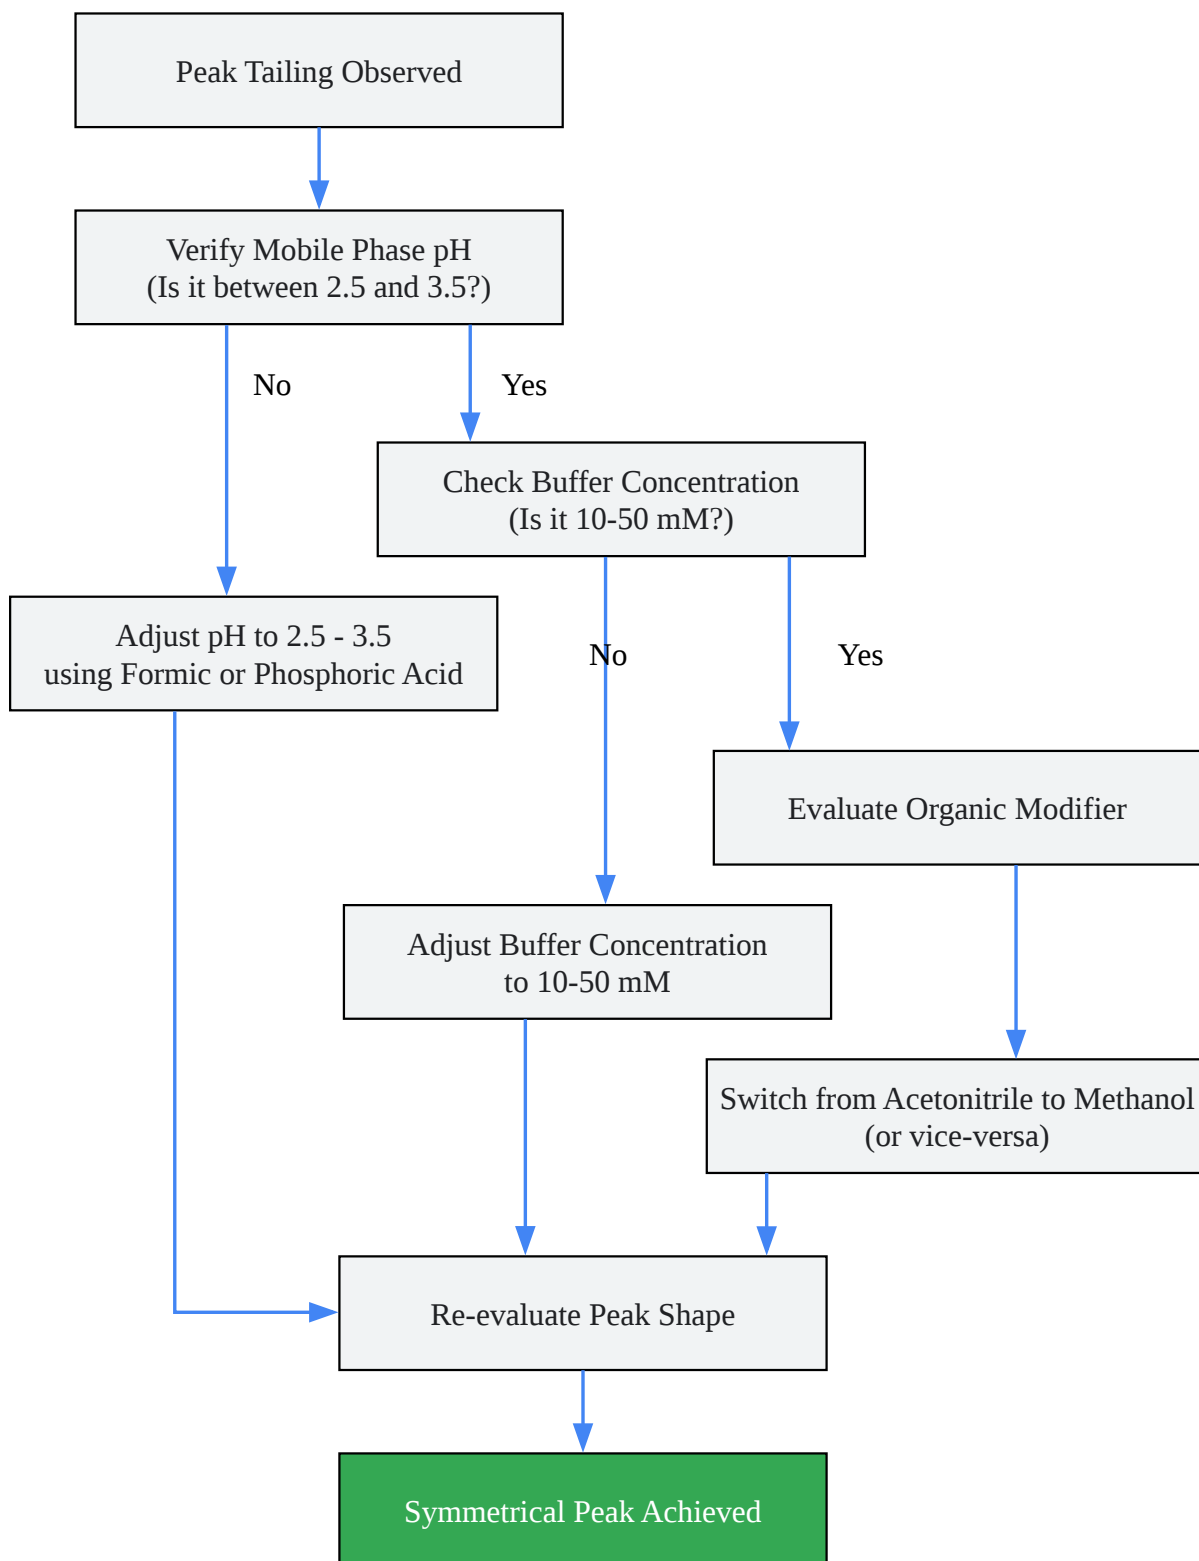 Peak Tailing Observed
Verify Mobile Phase pH
(Is it between 2.5 and 3.5?)
No
Yes
Check Buffer Concentration
(Is it 10-50 mM?)
Adjust pH to 2.5 - 3.5
using Formic or Phosphoric Acid
No
Yes
Evaluate Organic Modifier
Adjust Buffer Concentration
to 10-50 mM
Switch from Acetonitrile to Methanol
(or vice-versa)
Re-evaluate Peak Shape
Symmetrical Peak Achieved